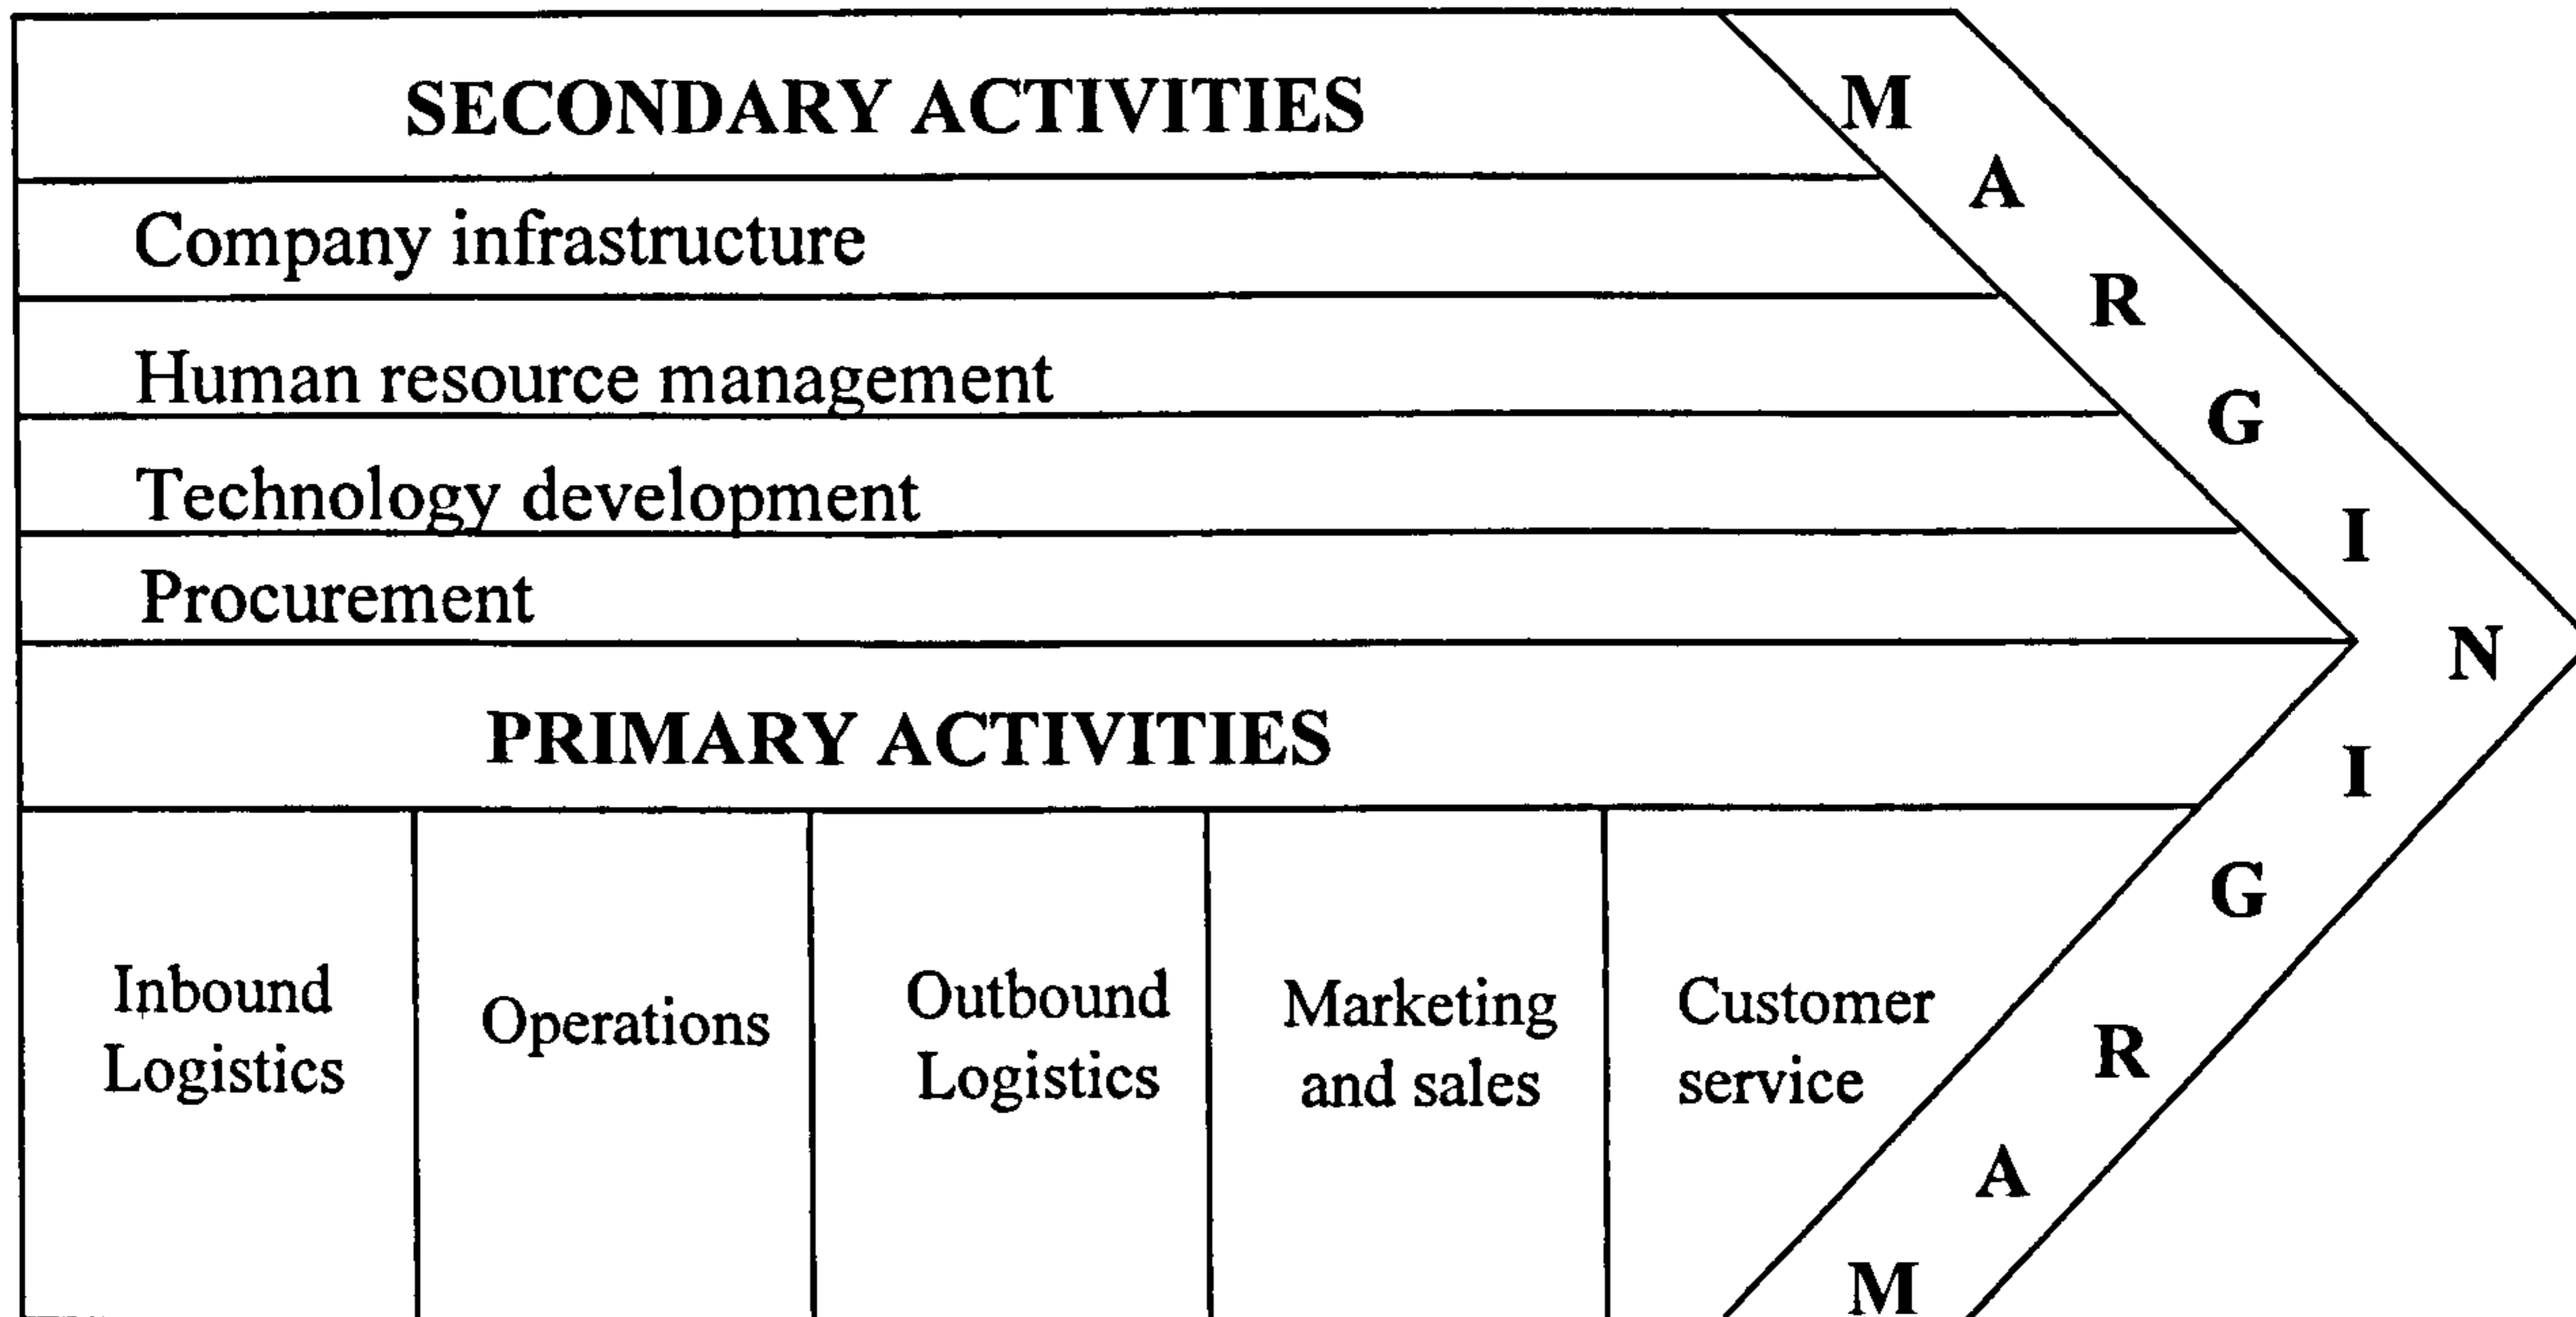 SECONDARY ACTIVITIES
Company infrastructure
Human resource management
Technology development
Procurement
PRIMARY ACTIVITIES
Inbound
Logistics
Operations
Outbound
Logistics
Marketing
and sales
Customer
service
M
A
R
G
I
N
I
G
R
A
M